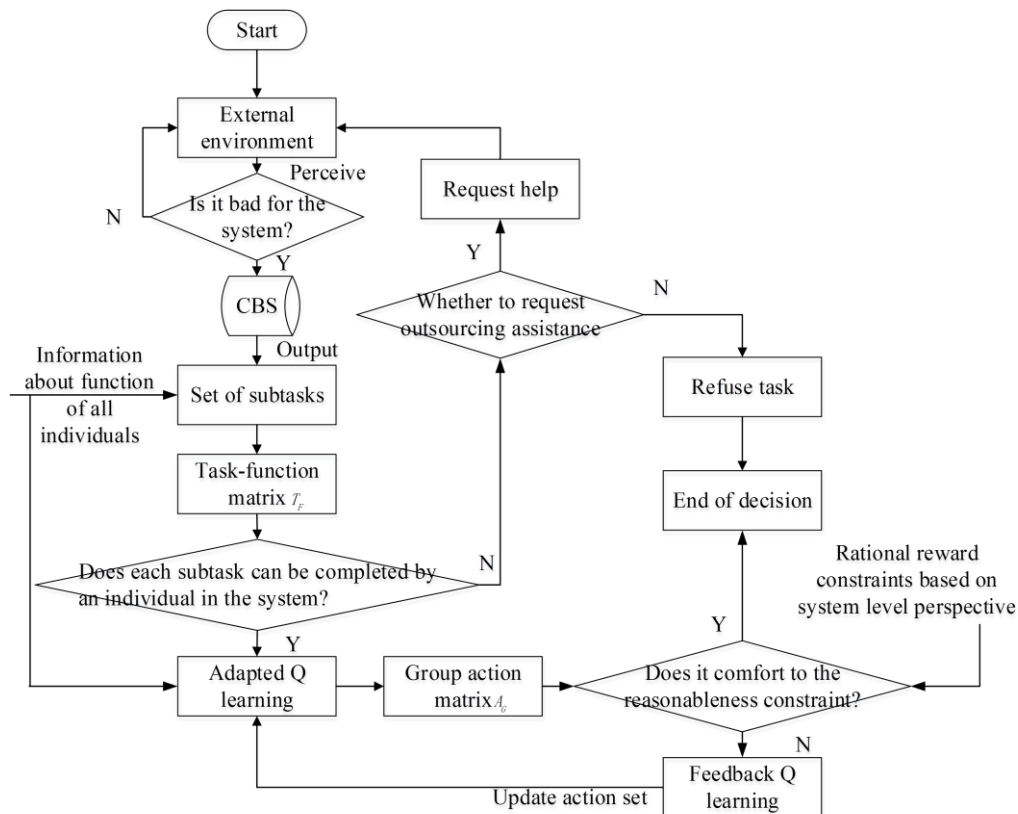 Start
External
environment
Perceive
N
Is it bad for the
system?
Y
CBS
Output
Information
about function
of all
individuals
Set of subtasks
Task-function
matrix T_F
Does each subtask can be completed by
an individual in the system?
N
Y
Request help
Y
Whether to request
outsourcing assistance
N
Refuse task
End of decision
Rational reward
constraints based on
system level perspective
Y
Adapted Q
learning
Group action
matrix A_G
Does it comfort to the
reasonableness constraint?
N
Feedback Q
learning
Update action set